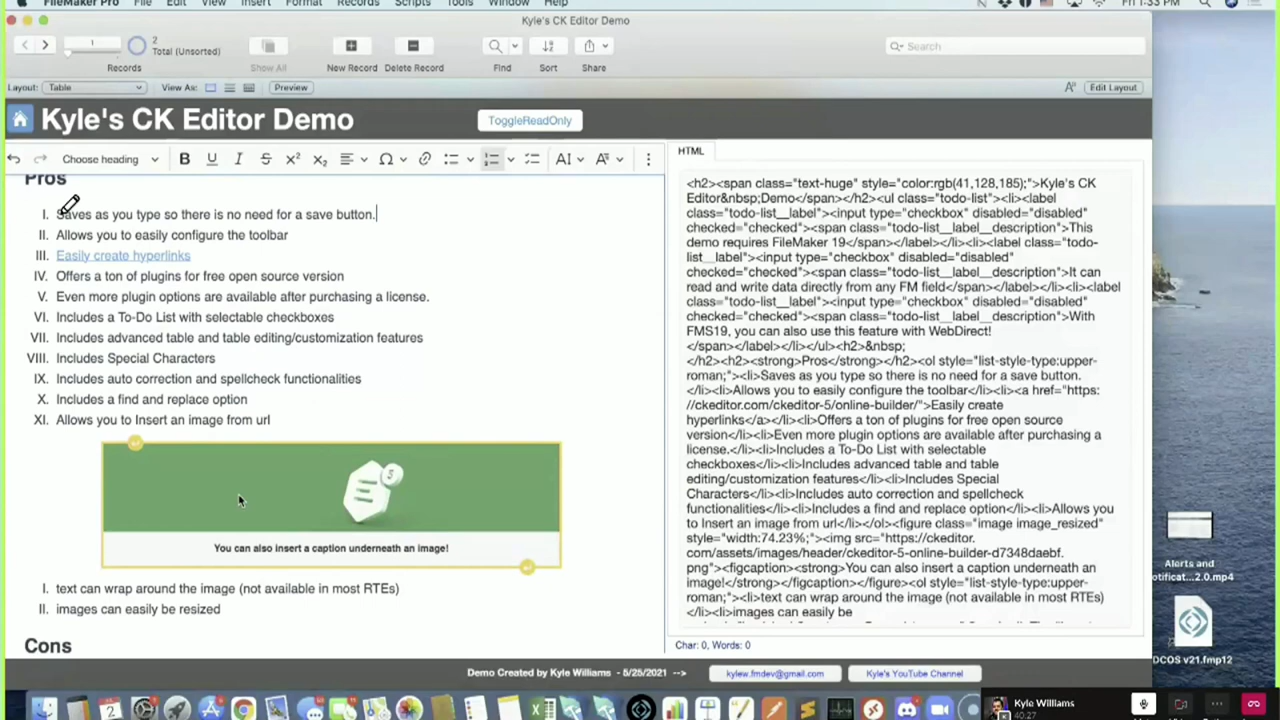 FileMaker Pro File Edit View Insert Format Records Scripts Tools Window Help Fri 1:33 PM
Kyle's CK Editor Demo
1
2
Total (Unsorted)
Search
Records Show All New Record Delete Record Find Sort Share
Layout: Table View As: Preview Edit Layout
Kyle's CK Editor Demo
ToggleReadOnly
Choose heading
HTML
Pros
I. Saves as you type so there is no need for a save button.
II. Allows you to easily configure the toolbar
III. Easily create hyperlinks
IV. Offers a ton of plugins for free open source version
V. Even more plugin options are available after purchasing a license.
VI. Includes a To-Do List with selectable checkboxes
VII. Includes advanced table and table editing/customization features
VIII. Includes Special Characters
IX. Includes auto correction and spellcheck functionalities
X. Includes a find and replace option
XI. Allows you to Insert an image from url
5
You can also insert a caption underneath an image!
I. text can wrap around the image (not available in most RTEs)
II. images can easily be resized
Cons
<h2><span class="text-huge" style="color:rgb(41,128,185);">Kyle's CK
Editor&nbsp;Demo</span></h2><ul class="todo-list"><li><label
class="todo-list__label"><input type="checkbox" disabled="disabled"
checked="checked"><span class="todo-list__label__description">This
demo requires FileMaker 19</span></label></li><li><label class="todo-
list__label"><input type="checkbox" disabled="disabled"
checked="checked"><span class="todo-list__label__description">It can
read and write data directly from any FM field</span></label></li><li><label
class="todo-list__label"><input type="checkbox" disabled="disabled"
checked="checked"><span class="todo-list__label__description">With
FMS19, you can also use this feature with WebDirect!
</span></label></li></ul><h2>&nbsp;
</h2><h2><strong>Pros</strong></h2><ol style="list-style-type:upper-
roman;"><li>Saves as you type so there is no need for a save button.
</li><li>Allows you to easily configure the toolbar</li><li><a href="https:
//ckeditor.com/ckeditor-5/online-builder/">Easily create
hyperlinks</a></li><li>Offers a ton of plugins for free open source
version</li><li>Even more plugin options are available after purchasing a
license.</li><li>Includes a To-Do List with selectable
checkboxes</li><li>Includes advanced table and table
editing/customization features</li><li>Includes Special
Characters</li><li>Includes auto correction and spellcheck
functionalities</li><li>Includes a find and replace option</li><li>Allows you
to Insert an image from url</li></ol><figure class="image image_resized"
style="width:74.23%;"><img src="https://ckeditor.
com/assets/images/header/ckeditor-5-online-builder-d7348daebf.
png"><figcaption><strong>You can also insert a caption underneath an
image!</strong></figcaption></figure><ol style="list-style-type:upper-
roman;"><li>text can wrap around the image (not available in most RTEs)
</li><li>images can easily be
Char: 0, Words: 0
Demo Created by Kyle Williams - 5/25/2021 --> kylew.fmdev@gmail.com Kyle's YouTube Channel
Alerts and
otificat...2.0.mp4
DCOS v21.fmp12
Kyle Williams
40:27